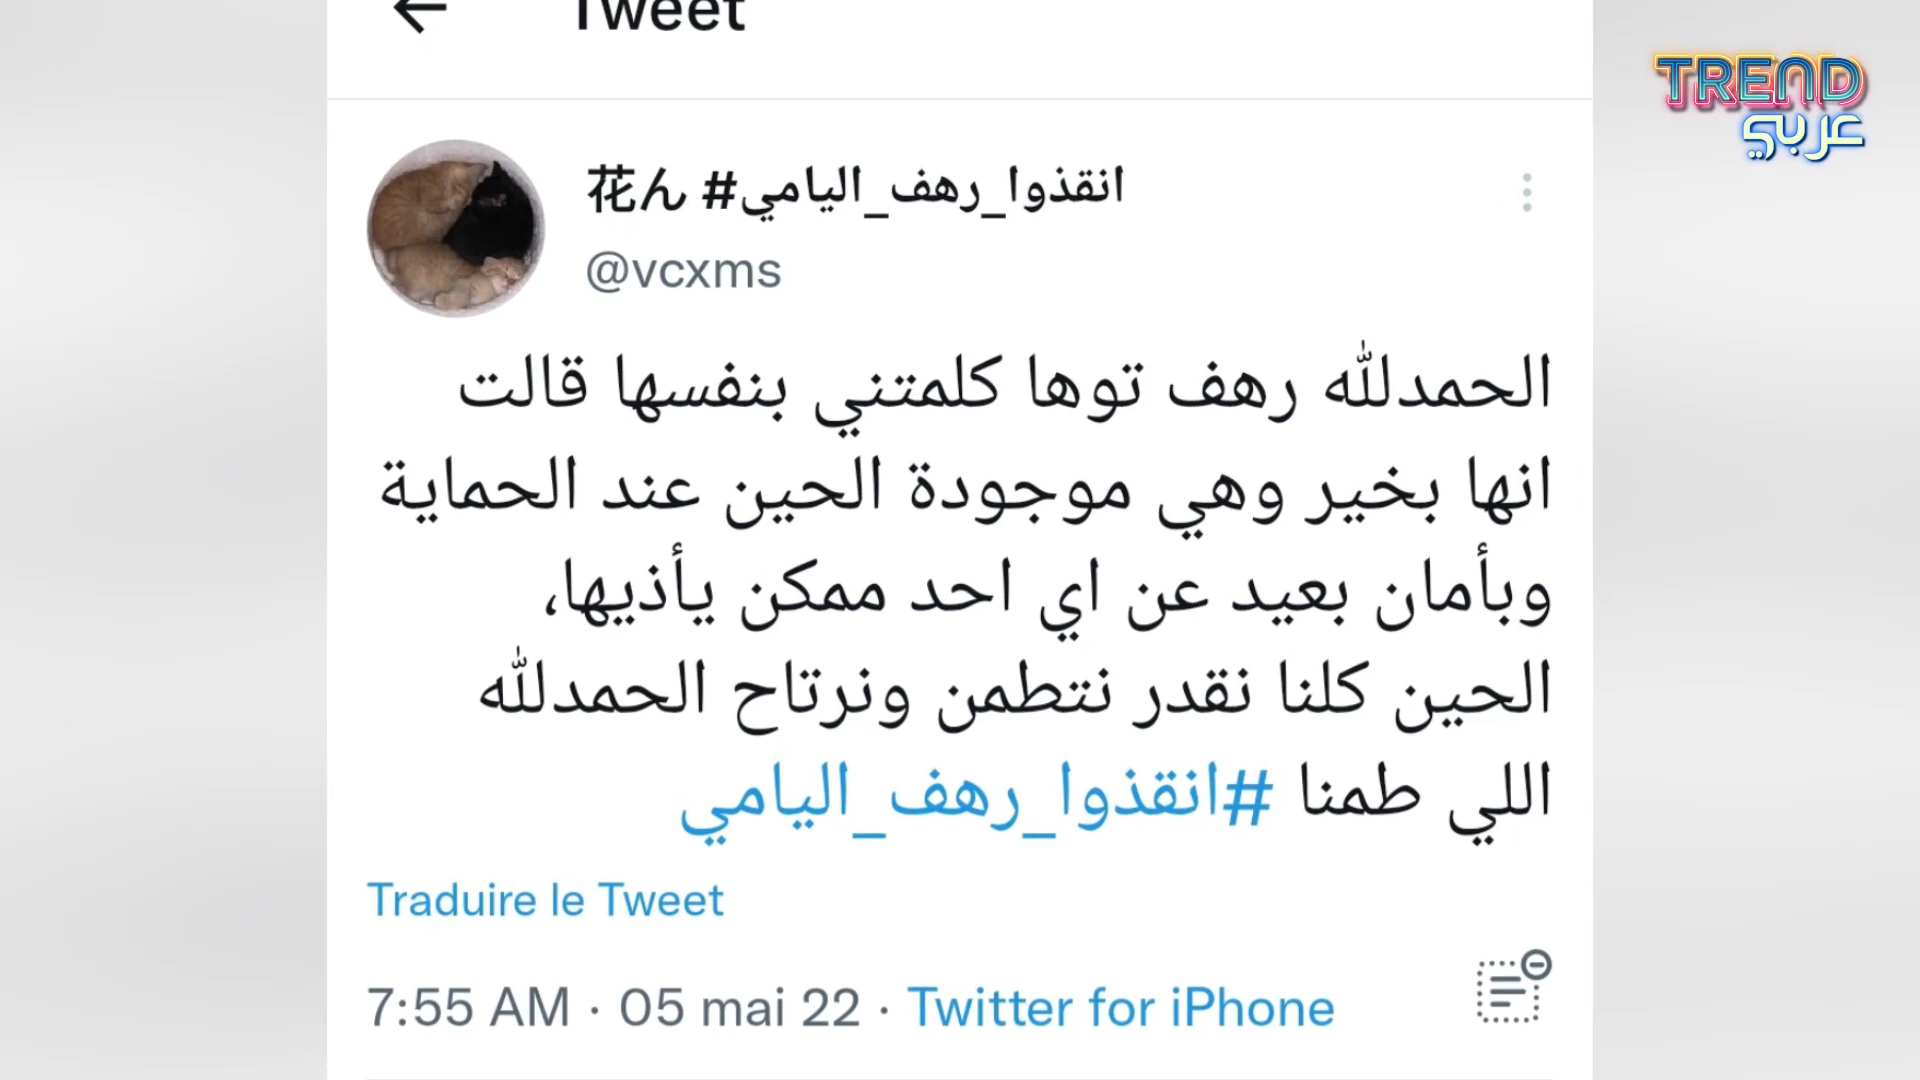 Tweet
TREND
عربي
花ん #انقذوا_رهف_اليامي
@vcxms
الحمدلله رهف توها كلمتني بنفسها قالت
انها بخير وهي موجودة الحين عند الحماية
وبأمان بعيد عن اي احد ممكن يأذيها،
الحين كلنا نقدر نتطمن ونرتاح الحمدلله
اللي طمنا #انقذوا_رهف_اليامي
Traduire le Tweet
7:55 AM · 05 mai 22 · Twitter for iPhone